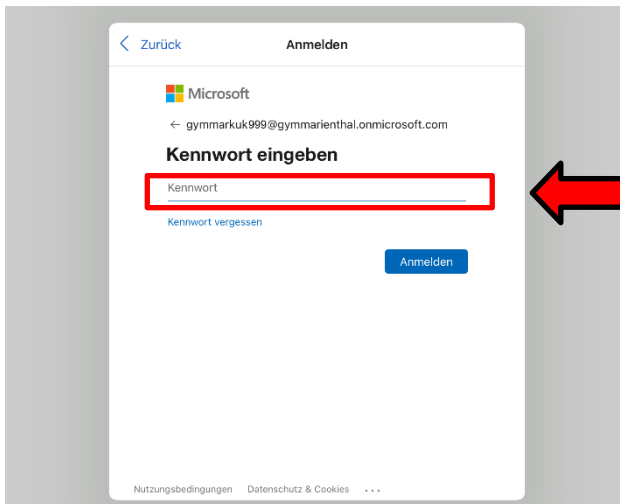 Zurück Anmelden
Microsoft
← gymmarkuk999@gymmarienthal.onmicrosoft.com
Kennwort eingeben
Kennwort
Kennwort vergessen
Anmelden
Nutzungsbedingungen Datenschutz & Cookies ...